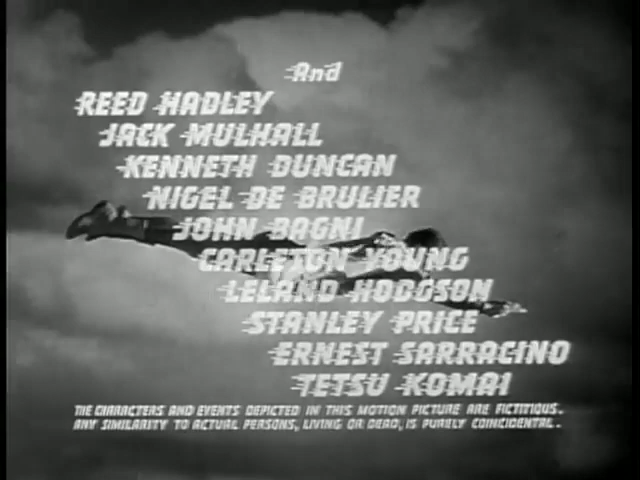 And
REED HADLEY
JACK MULHALL
KENNETH DUNCAN
NIGEL DE BRULIER
JOHN BAGNI
CARLETON YOUNG
LELAND HODGSON
STANLEY PRICE
ERNEST SARRACINO
TETSU KOMAI
THE CHARACTERS AND EVENTS DEPICTED IN THIS MOTION PICTURE ARE FICTITIOUS.
ANY SIMILARITY TO ACTUAL PERSONS, LIVING OR DEAD, IS PURELY COINCIDENTAL.